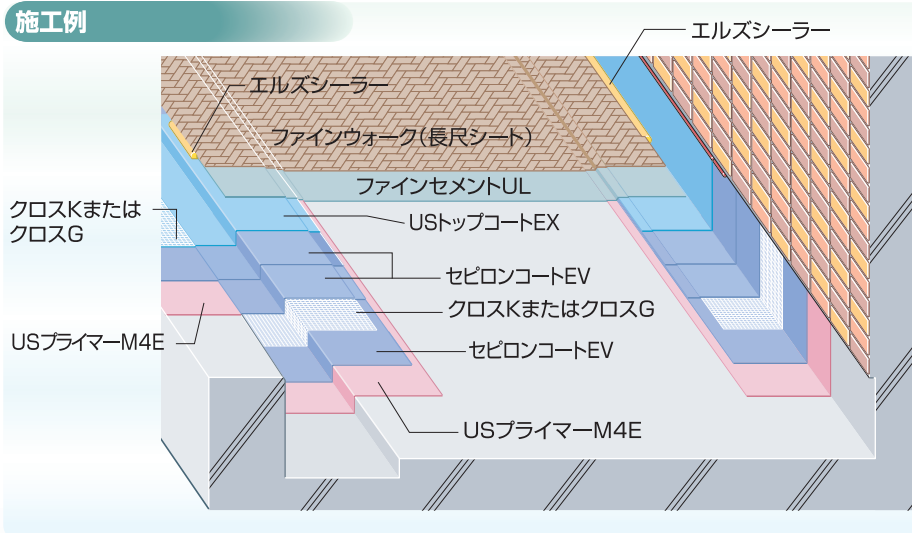 施工例
エルズシーラー
エルズシーラー
ファインウォーク(長尺シート)
ファインセメントUL
クロスKまたは
クロスG
USトップコートEX
セピロンコートEV
クロスKまたはクロスG
USプライマーM4E
セピロンコートEV
USプライマーM4E